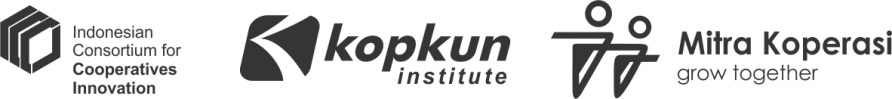 Indonesian
Consortium for
Cooperatives
Innovation
kopkun
institute
Mitra Koperasi
grow together